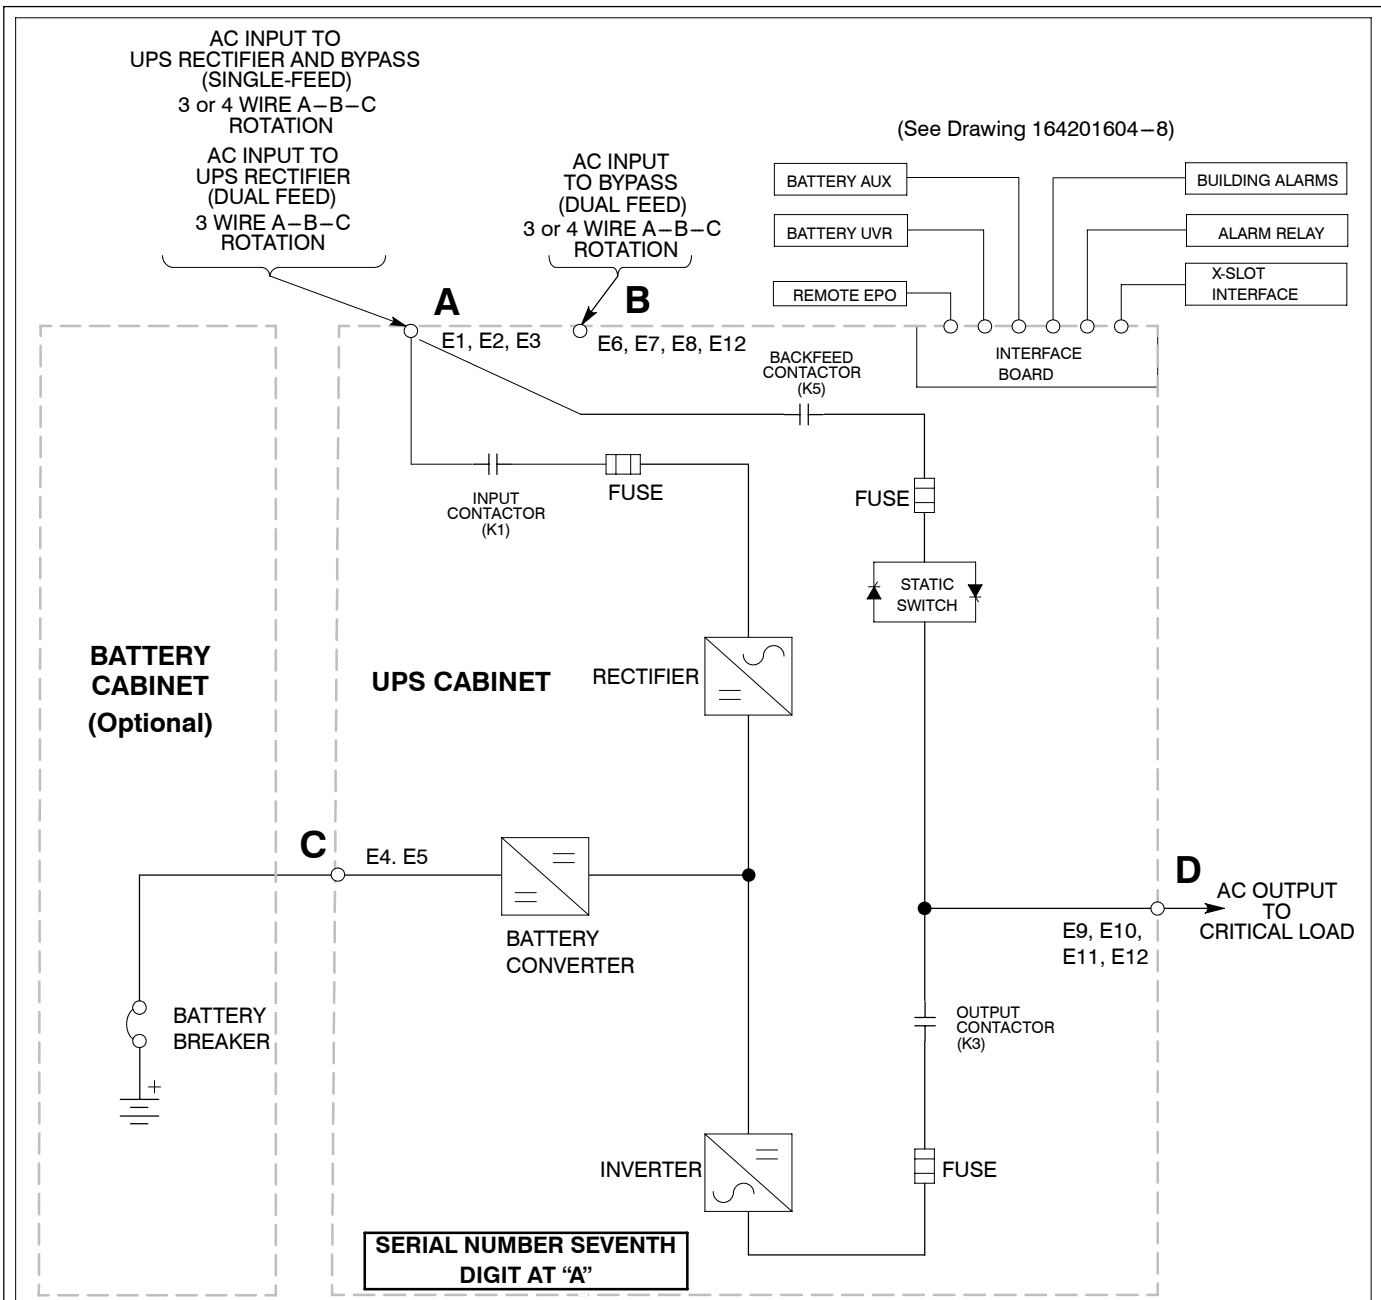 AC INPUT TO
UPS RECTIFIER AND BYPASS
(SINGLE-FEED)
3 or 4 WIRE A−B−C
ROTATION
AC INPUT TO
UPS RECTIFIER
(DUAL FEED)
3 WIRE A−B−C
ROTATION
AC INPUT
TO BYPASS
(DUAL FEED)
3 or 4 WIRE A−B−C
ROTATION
(See Drawing 164201604−8)
BATTERY AUX
BATTERY UVR
REMOTE EPO
BUILDING ALARMS
ALARM RELAY
X-SLOT
INTERFACE
A
E1, E2, E3
B
E6, E7, E8, E12
INTERFACE
BOARD
BACKFEED
CONTACTOR
(K5)
INPUT
CONTACTOR
(K1)
FUSE
FUSE
STATIC
SWITCH
BATTERY
CABINET
(Optional)
UPS CABINET
RECTIFIER
C
E4. E5
BATTERY
CONVERTER
D
AC OUTPUT
TO
CRITICAL LOAD
E9, E10,
E11, E12
BATTERY
BREAKER
+
OUTPUT
CONTACTOR
(K3)
INVERTER
FUSE
SERIAL NUMBER SEVENTH
DIGIT AT “A”